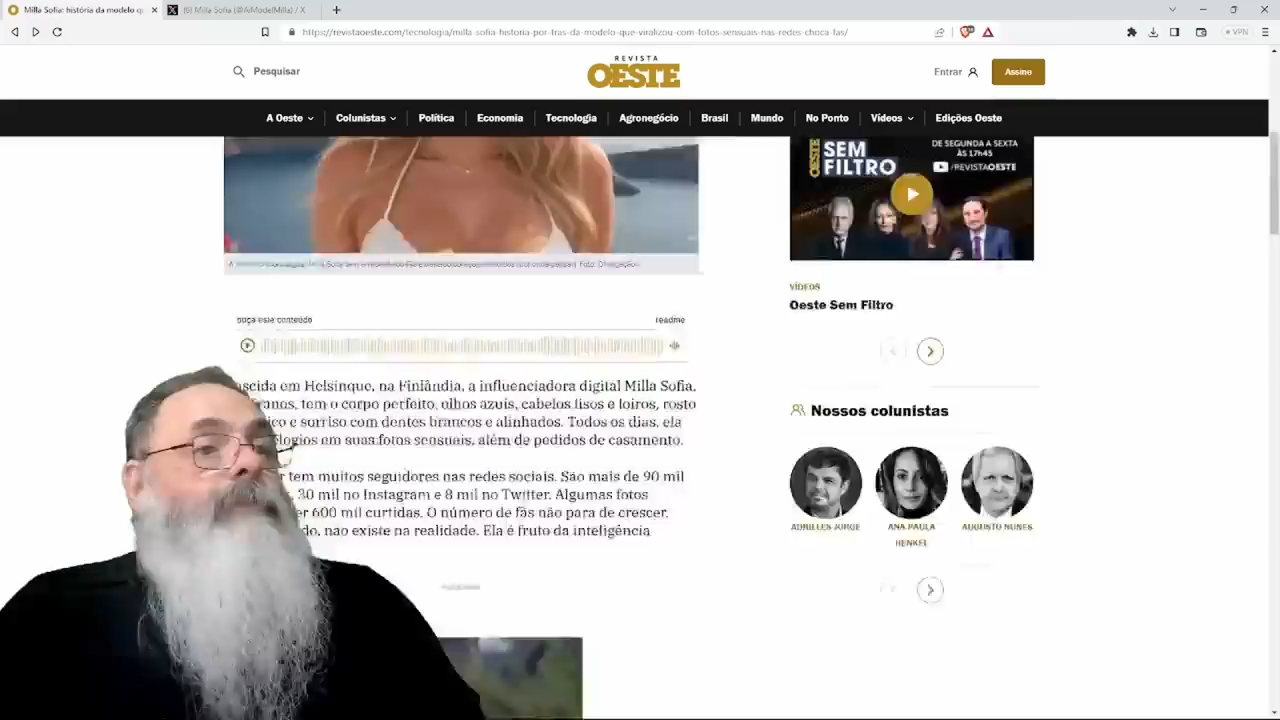 Milla Sofia: história da modelo qu
(6) Milla Sofia (@AiModelMilla) / X
https://revistaoeste.com/tecnologia/milla-sofia-historia-por-tras-da-modelo-que-viralizou-com-fotos-sensuais-nas-redes-choca-fas/
VPN
Pesquisar
REVISTA
OESTE
Entrar
Assine
A Oeste
Colunistas
Política
Economia
Tecnologia
Agronegócio
Brasil
Mundo
No Ponto
Vídeos
Edições Oeste
OESTE
SEM
FILTRO
DE SEGUNDA A SEXTA
ÀS 17h45
/REVISTAOESTE
VÍDEOS
Oeste Sem Filtro
ouça este conteúdo
readme
ascida em Helsinque, na Finlândia, a influenciadora digital Milla Sofia,
anos, tem o corpo perfeito, olhos azuis, cabelos lisos e loiros, rosto
ico e sorriso com dentes brancos e alinhados. Todos os dias, ela
elogios em suas fotos sensuais, além de pedidos de casamento.
tem muitos seguidores nas redes sociais. São mais de 90 mil
, 30 mil no Instagram e 8 mil no Twitter. Algumas fotos
er 600 mil curtidas. O número de fãs não para de crescer.
do, não existe na realidade. Ela é fruto da inteligência
Nossos colunistas
ADRILLES JORGE
ANA PAULA
HENKEL
AUGUSTO NUNES